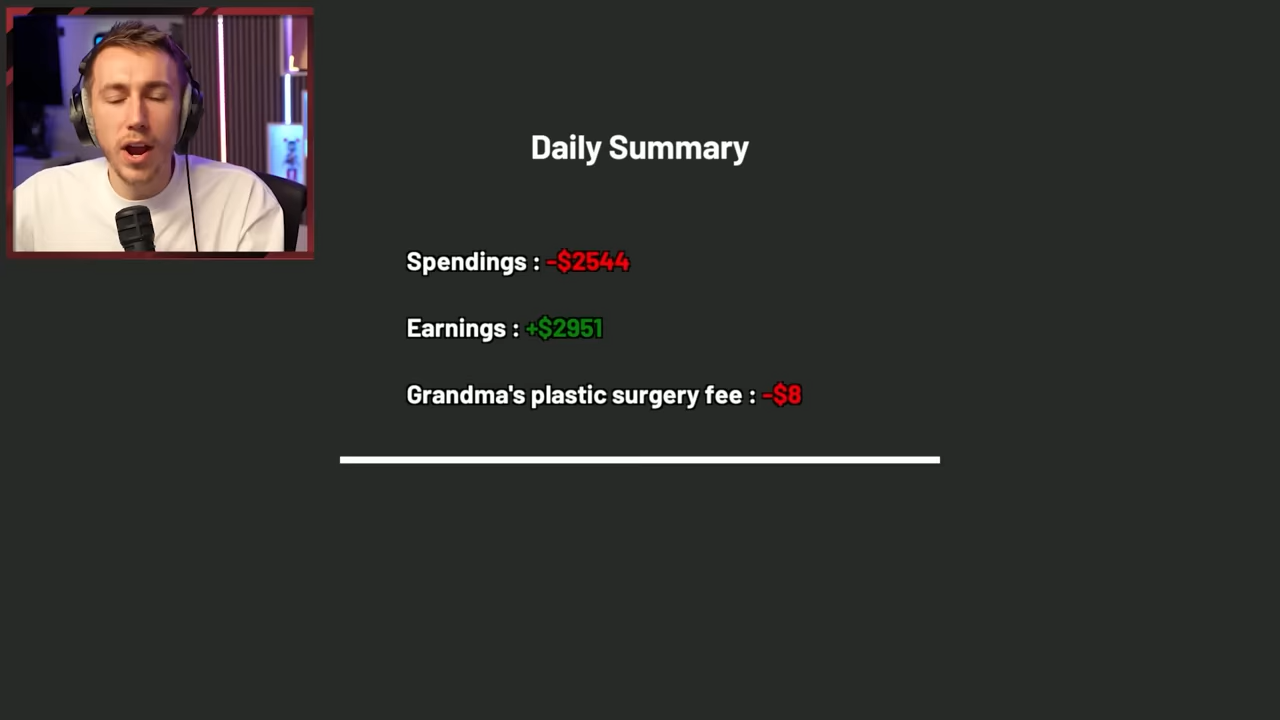 Daily Summary
Spendings : -$2544
Earnings : +$2951
Grandma's plastic surgery fee : -$8